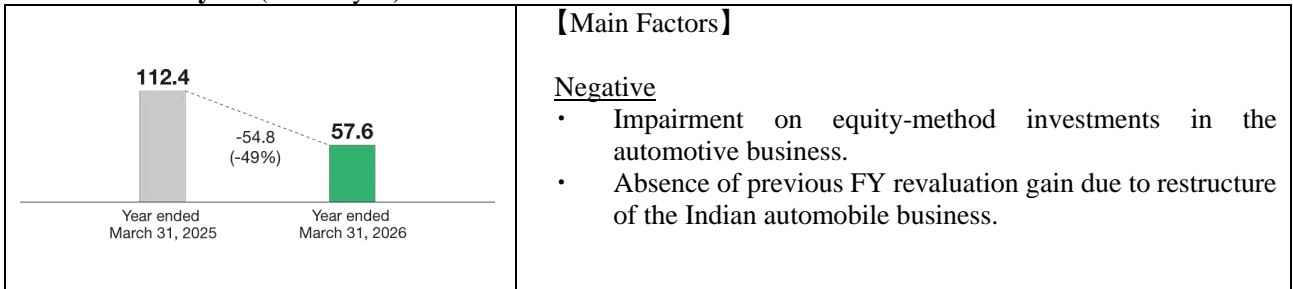 112.4
-54.8
(-49%)
57.6
Year ended
March 31, 2025
Year ended
March 31, 2026
【Main Factors】
Negative
・ Impairment on equity-method investments in the
automotive business.
・ Absence of previous FY revaluation gain due to restructure
of the Indian automobile business.